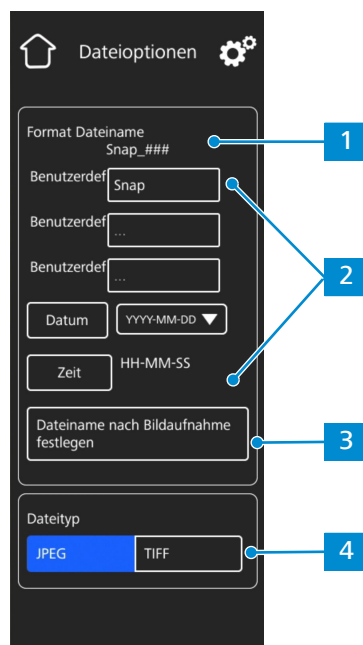 Dateioptionen
Format Dateiname
Snap_###
1
Benutzerdef
Snap
Benutzerdef
...
2
Benutzerdef
...
Datum
YYYY-MM-DD
Zeit
HH-MM-SS
Dateiname nach Bildaufnahme
festlegen
3
Dateityp
JPEG
TIFF
4